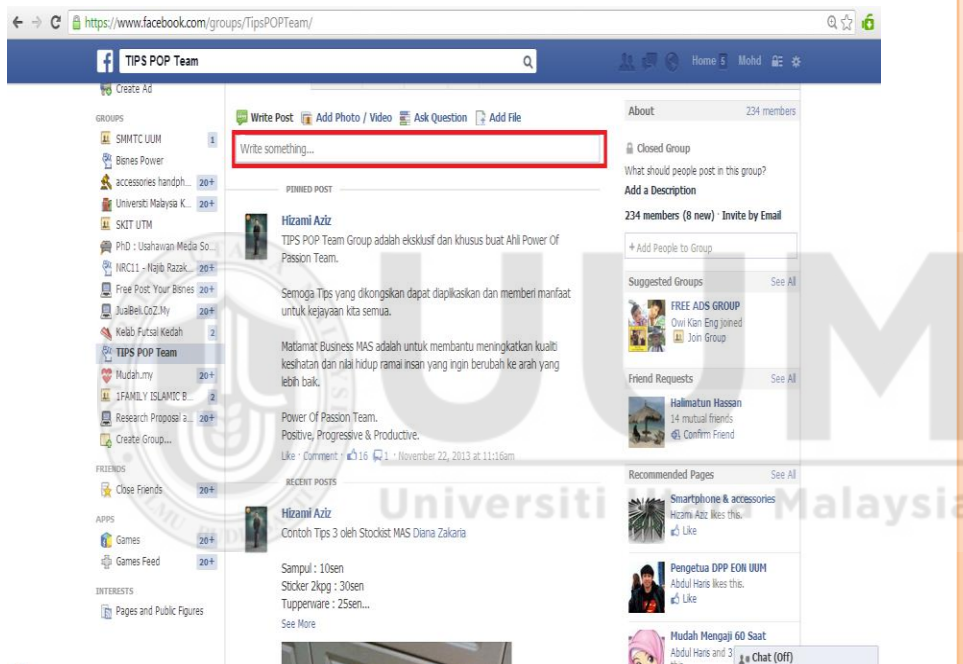 https://www.facebook.com/groups/TipsPOPTeam/
TIPS POP Team
Home 5 Mohd
Create Ad
GROUPS
SMMTC UUM 1
Bisnes Power
accessories handph... 20+
Universiti Malaysia K... 20+
SKIT UTM
PhD : Usahawan Media So...
NRC11 - Najib Razak... 20+
Free Post Your Bisnes 20+
JualBeli.CoZ.My 20+
Kelab Futsal Kedah 2
TIPS POP Team
Mudah.my 20+
1FAMILY ISLAMIC B... 2
Research Proposal a... 20+
Create Group...
FRIENDS
Close Friends 20+
APPS
Games 20+
Games Feed 20+
INTERESTS
Pages and Public Figures
Write Post Add Photo / Video Ask Question Add File
Write something...
PINNED POST
Hizami Aziz
TIPS POP Team Group adalah eksklusif dan khusus buat Ahli Power Of
Passion Team.
Semoga Tips yang dikongsikan dapat diaplikasikan dan memberi manfaat
untuk kejayaan kita semua.
Matlamat Business MAS adalah untuk membantu meningkatkan kualiti
kesihatan dan nilai hidup ramai insan yang ingin berubah ke arah yang
lebih baik.
Power Of Passion Team.
Positive, Progressive & Productive.
Like · Comment · 16 1 · November 22, 2013 at 11:16am
RECENT POSTS
Hizami Aziz
Contoh Tips 3 oleh Stockist MAS Diana Zakaria
Sampul : 10sen
Sticker 2kpg : 30sen
Tupperware : 25sen...
See More
About 234 members
Closed Group
What should people post in this group?
Add a Description
234 members (8 new) · Invite by Email
+ Add People to Group
Suggested Groups See All
FREE ADS GROUP
Owi Kan Eng joined
Join Group
Friend Requests See All
Halimatun Hassan
14 mutual friends
Confirm Friend
Recommended Pages See All
Smartphone & accessories
Hizami Aziz likes this.
Like
Pengetua DPP EON UUM
Abdul Haris likes this.
Like
Mudah Mengaji 60 Saat
Abdul Haris and 3
Chat (Off)
UUM
Universiti
Malaysia